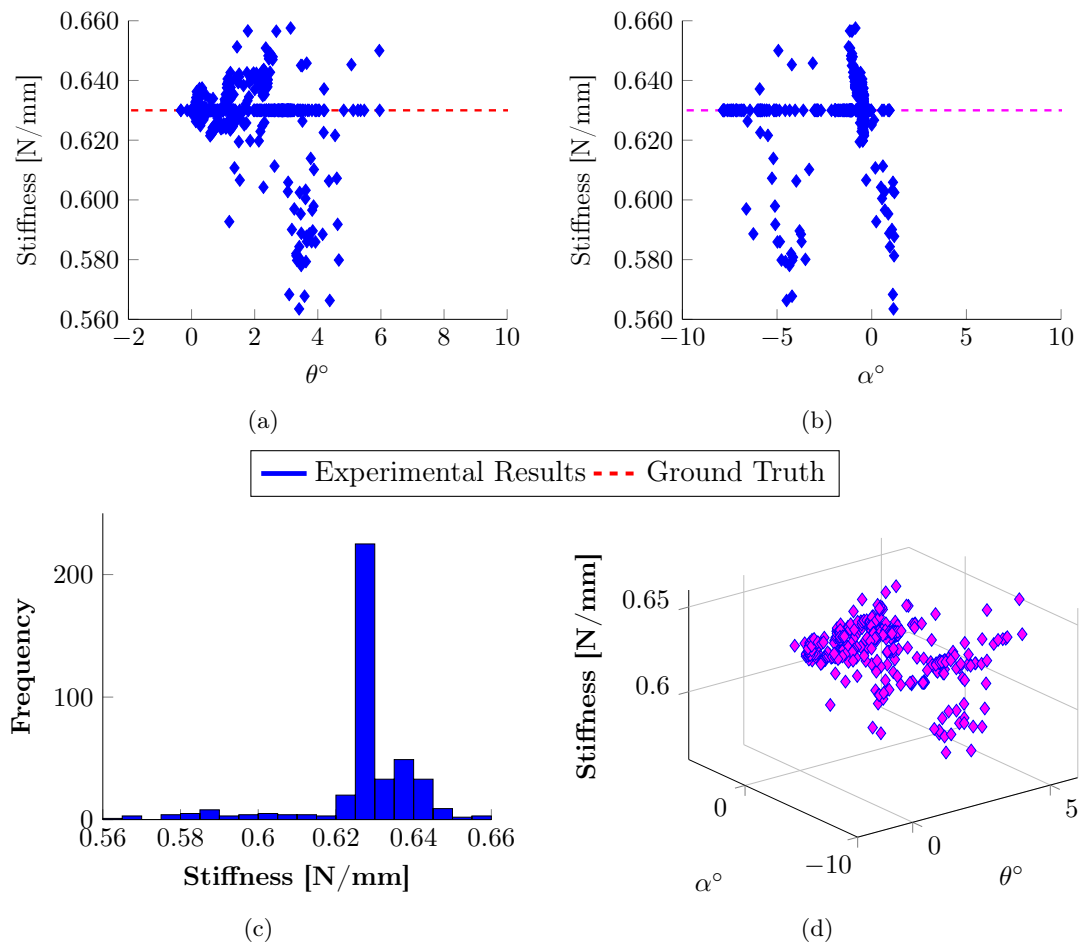 0.660
0.640
0.620
0.600
0.580
0.560
Stiffness [N/mm]
−2 0 2 4 6 8 10
θ°
(a)
0.660
0.640
0.620
0.600
0.580
0.560
Stiffness [N/mm]
−10 −5 0 5 10
α°
(b)
Experimental Results Ground Truth
200
100
0
Frequency
0.56 0.58 0.6 0.62 0.64 0.66
Stiffness [N/mm]
(c)
0.65
0.6
Stiffness [N/mm]
0
−10
α°
0
5
θ°
(d)